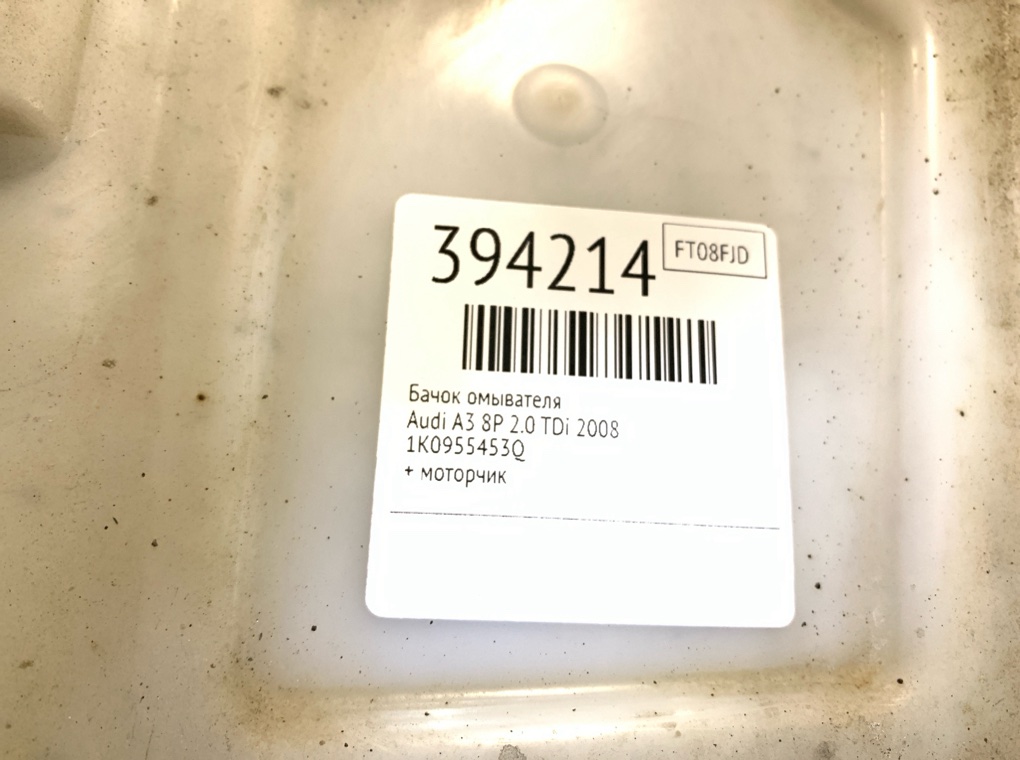 394214
FT08FJD
Бачок омывателя
Audi A3 8P 2.0 TDi 2008
1K0955453Q
+ моторчик